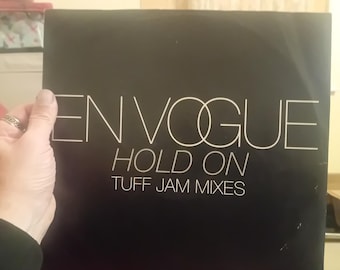 EN VOGUE
HOLD ON
TUFF JAM MIXES